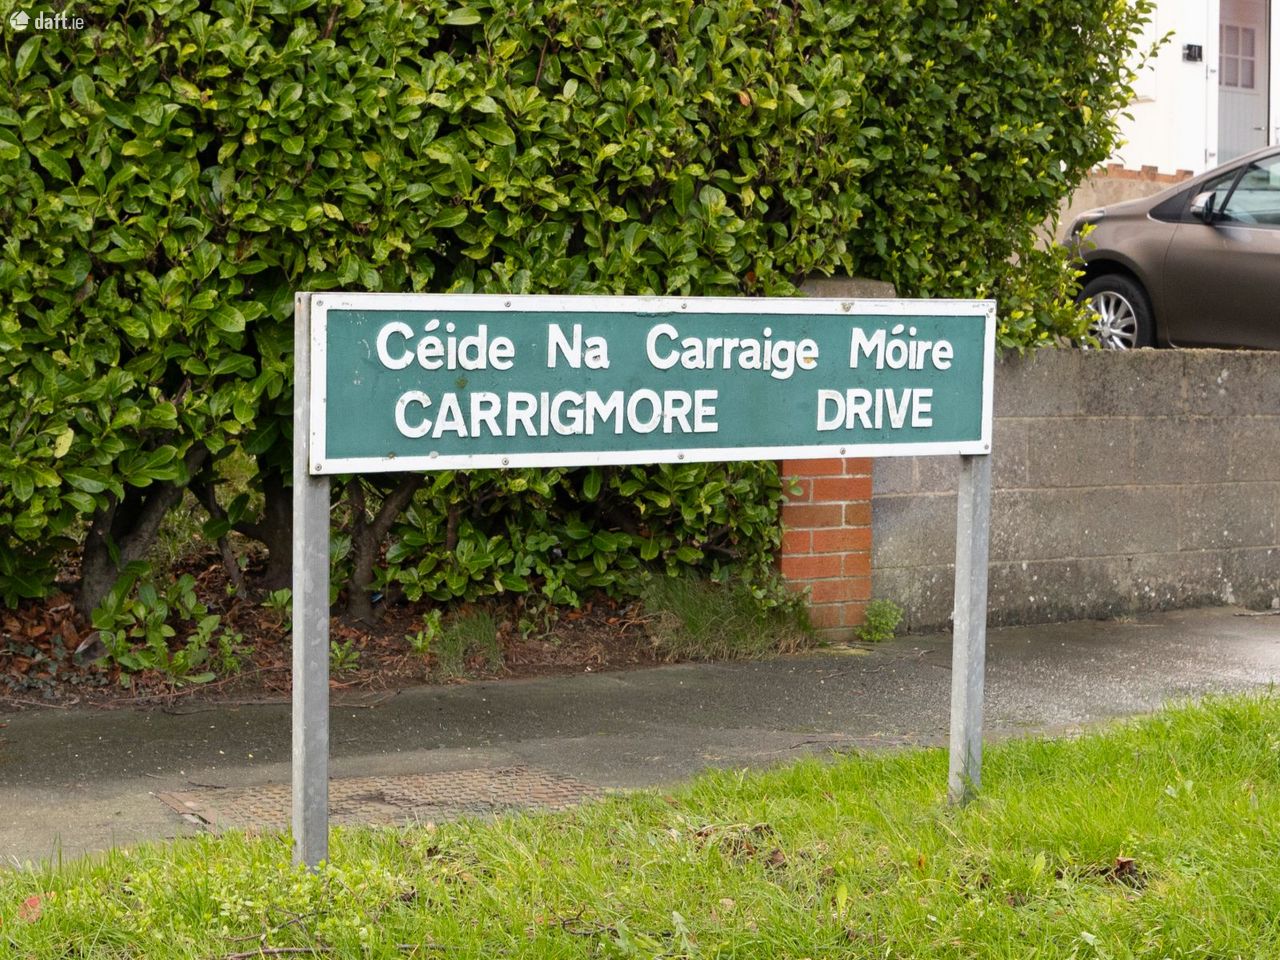 daft.ie
Céide Na Carraige Móire
CARRIGMORE DRIVE